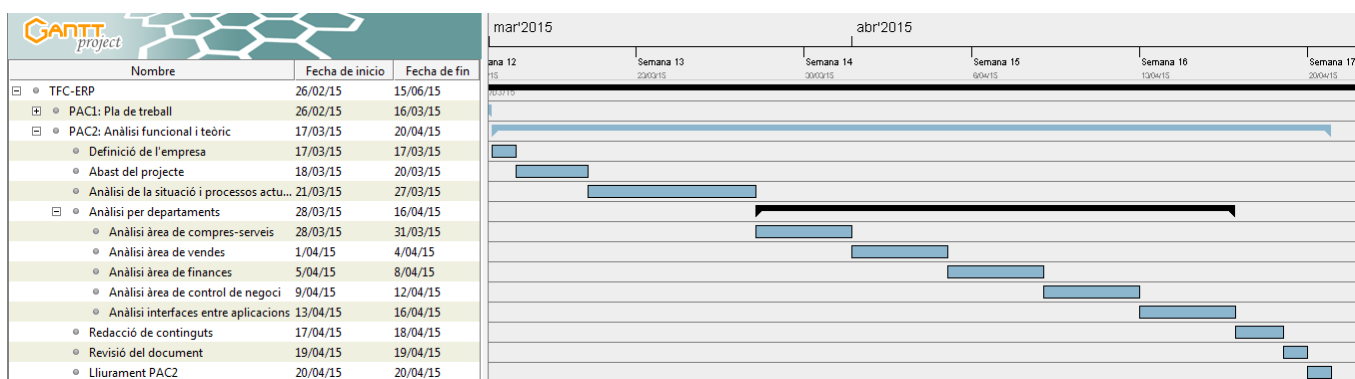 GANTT
project
mar'2015 abr'2015
ana 12 Semana 13 Semana 14 Semana 15 Semana 16 Semana 17
Nombre Fecha de inicio Fecha de fin
/15 23/03/15 30/03/15 6/04/15 13/04/15 20/04/15
TFC-ERP 26/02/15 15/06/15
PAC1: Pla de treball 26/02/15 16/03/15
PAC2: Anàlisi funcional i teòric 17/03/15 20/04/15
Definició de l'empresa 17/03/15 17/03/15
Abast del projecte 18/03/15 20/03/15
Anàlisi de la situació i processos actu... 21/03/15 27/03/15
Anàlisi per departaments 28/03/15 16/04/15
Anàlisi àrea de compres-serveis 28/03/15 31/03/15
Anàlisi àrea de vendes 1/04/15 4/04/15
Anàlisi àrea de finances 5/04/15 8/04/15
Anàlisi àrea de control de negoci 9/04/15 12/04/15
Anàlisi interfaces entre aplicacions 13/04/15 16/04/15
Redacció de continguts 17/04/15 18/04/15
Revisió del document 19/04/15 19/04/15
Lliurament PAC2 20/04/15 20/04/15